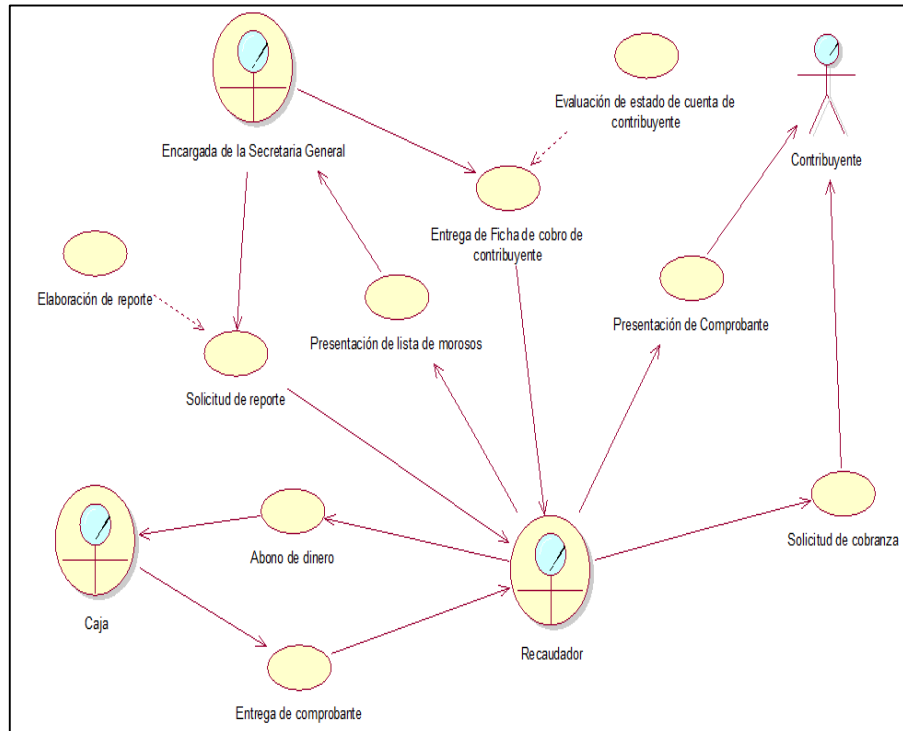 Evaluación de estado de cuenta de
contribuyente
Encargada de la Secretaria General
Contribuyente
Entrega de Ficha de cobro de
contribuyente
Elaboración de reporte
Presentación de lista de morosos
Presentación de Comprobante
Solicitud de reporte
Abono de dinero
Solicitud de cobranza
Caja
Recaudador
Entrega de comprobante